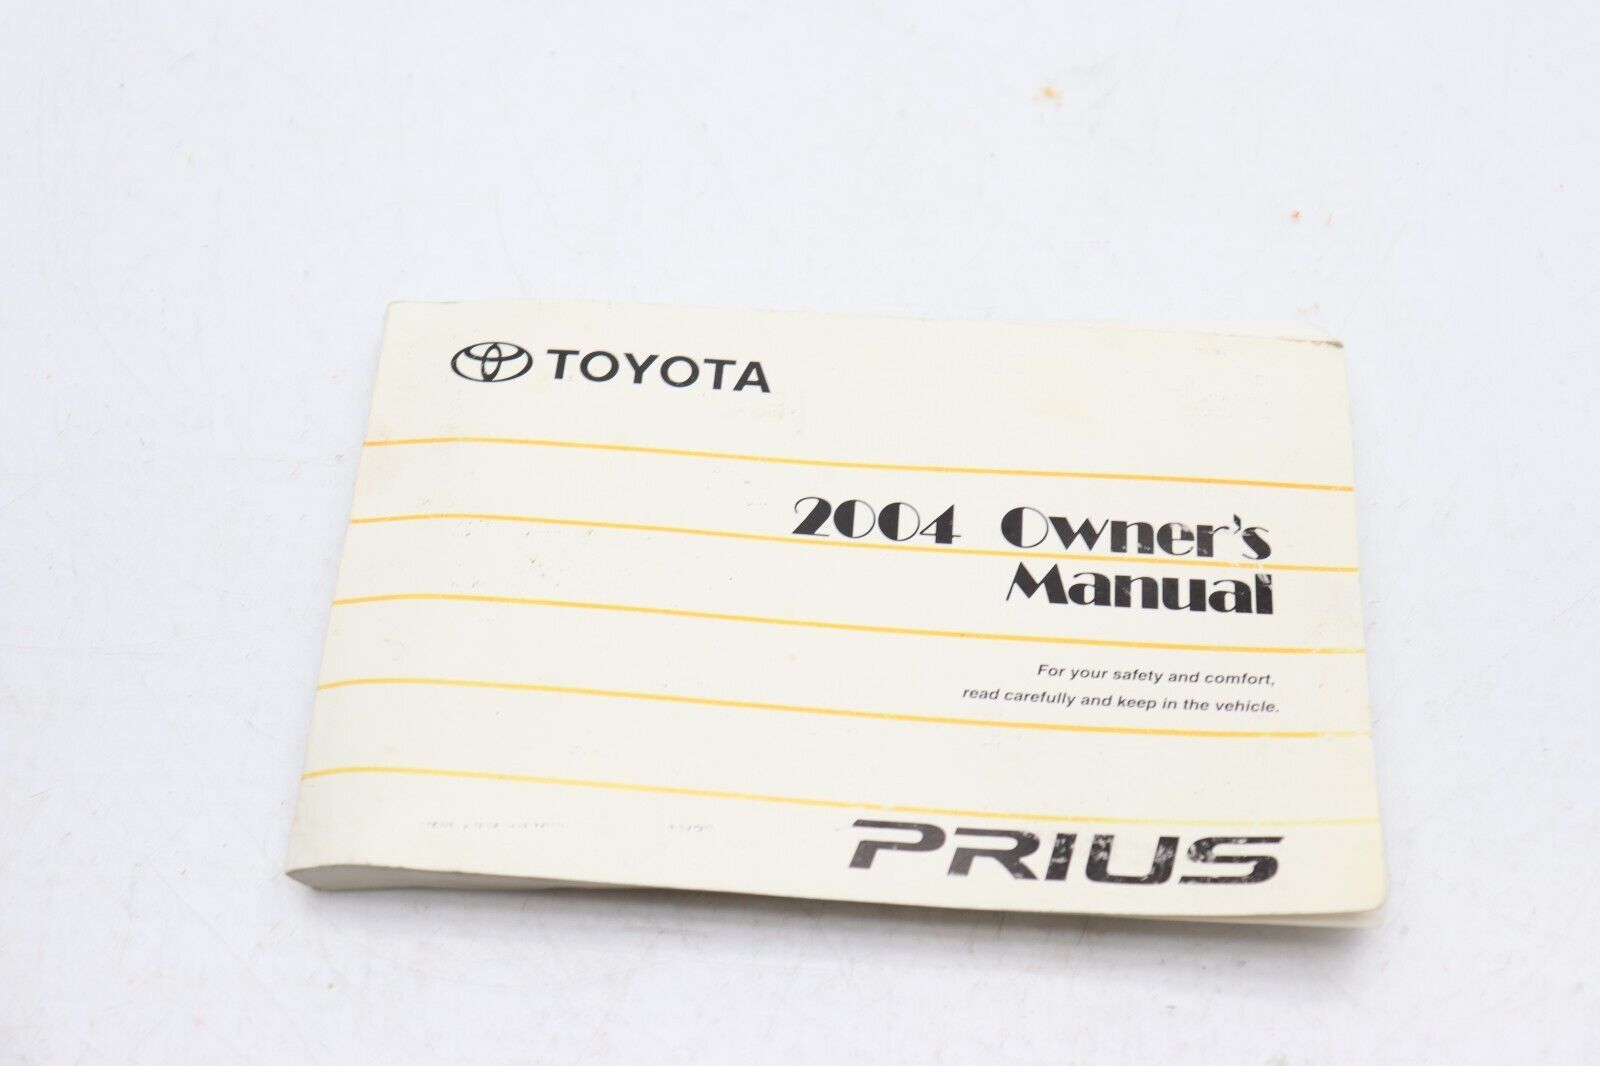 TOYOTA
2004 Owner's
Manual
For your safety and comfort,
read carefully and keep in the vehicle.
PRIUS